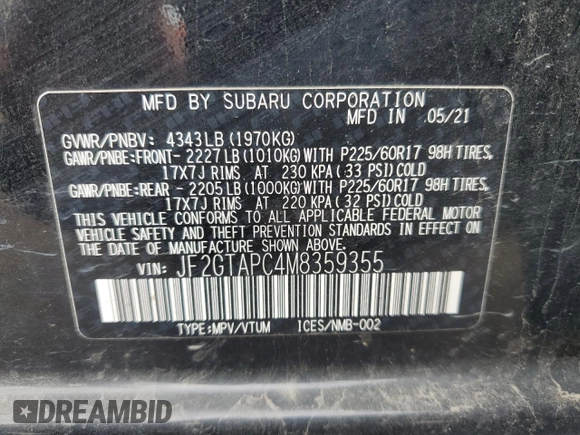 MFD BY SUBARU CORPORATION
MFD IN .05/21
GVWR/PNBV: 4343LB(1970KG)
GAWR/PNBE:FRONT- 2227LB(1010KG)WITH P225/60R17 98H TIRES,
17X7J RIMS AT 230 KPA (33 PSI)COLD
GAWR/PNBE:REAR - 2205LB(1000KG)WITH P225/60R17 98H TIRES,
17X7J RIMS AT 220 KPA (32 PSI)COLD
THIS VEHICLE CONFORMS TO ALL APPLICABLE FEDERAL MOTOR
VEHICLE SAFETY AND THEFT PREVENTION STANDARDS IN EFFECT
ON THE DATE OF MANUFACTURE SHOWN ABOVE.
VIN: JF2GTAPC4M8359355
TYPE:MPV/VTUM ICES/NMB-002
DREAMBID